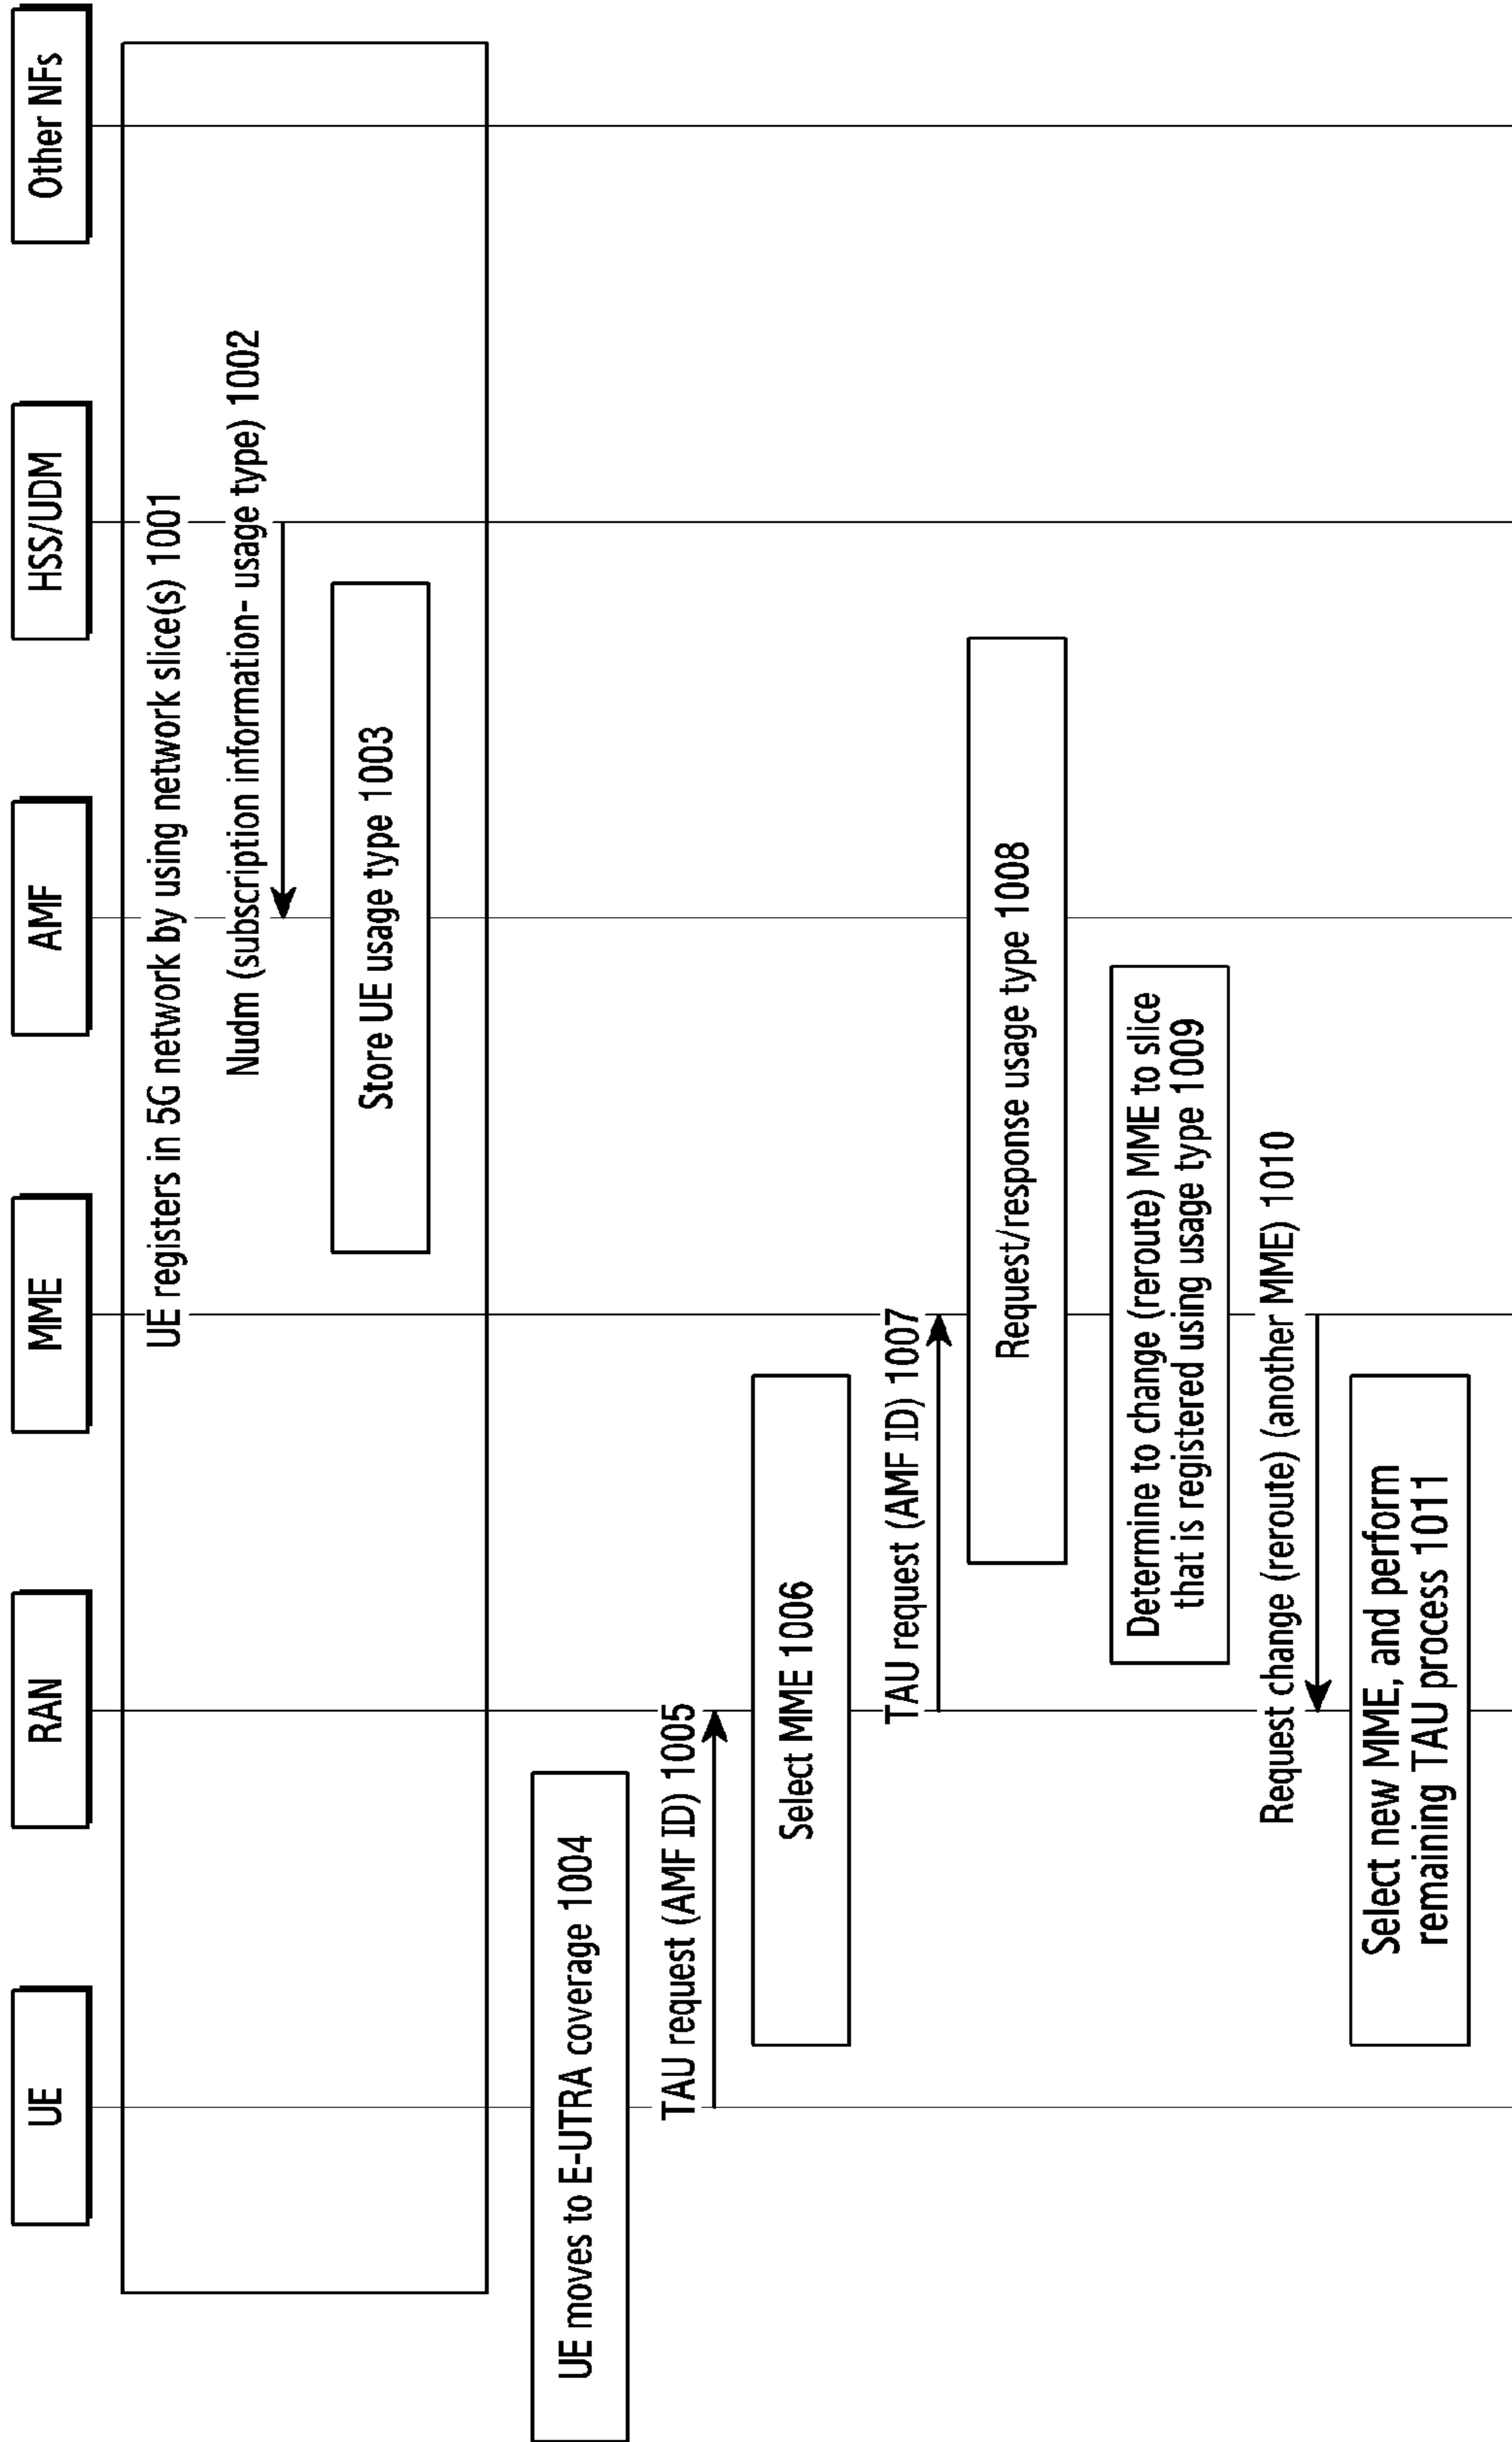 UE
RAN
MME
AMF
HSS/UDM
Other NFs
UE registers in 5G network by using network slice(s) 1001
Nudm (subscription information- usage type) 1002
Store UE usage type 1003
UE moves to E-UTRA coverage 1004
TAU request (AMF ID) 1005
Select MME 1006
TAU request (AMF ID) 1007
Request/response usage type 1008
Determine to change (reroute) MME to slice
that is registered using usage type 1009
Request change (reroute) (another MME) 1010
Select new MME, and perform
remaining TAU process 1011